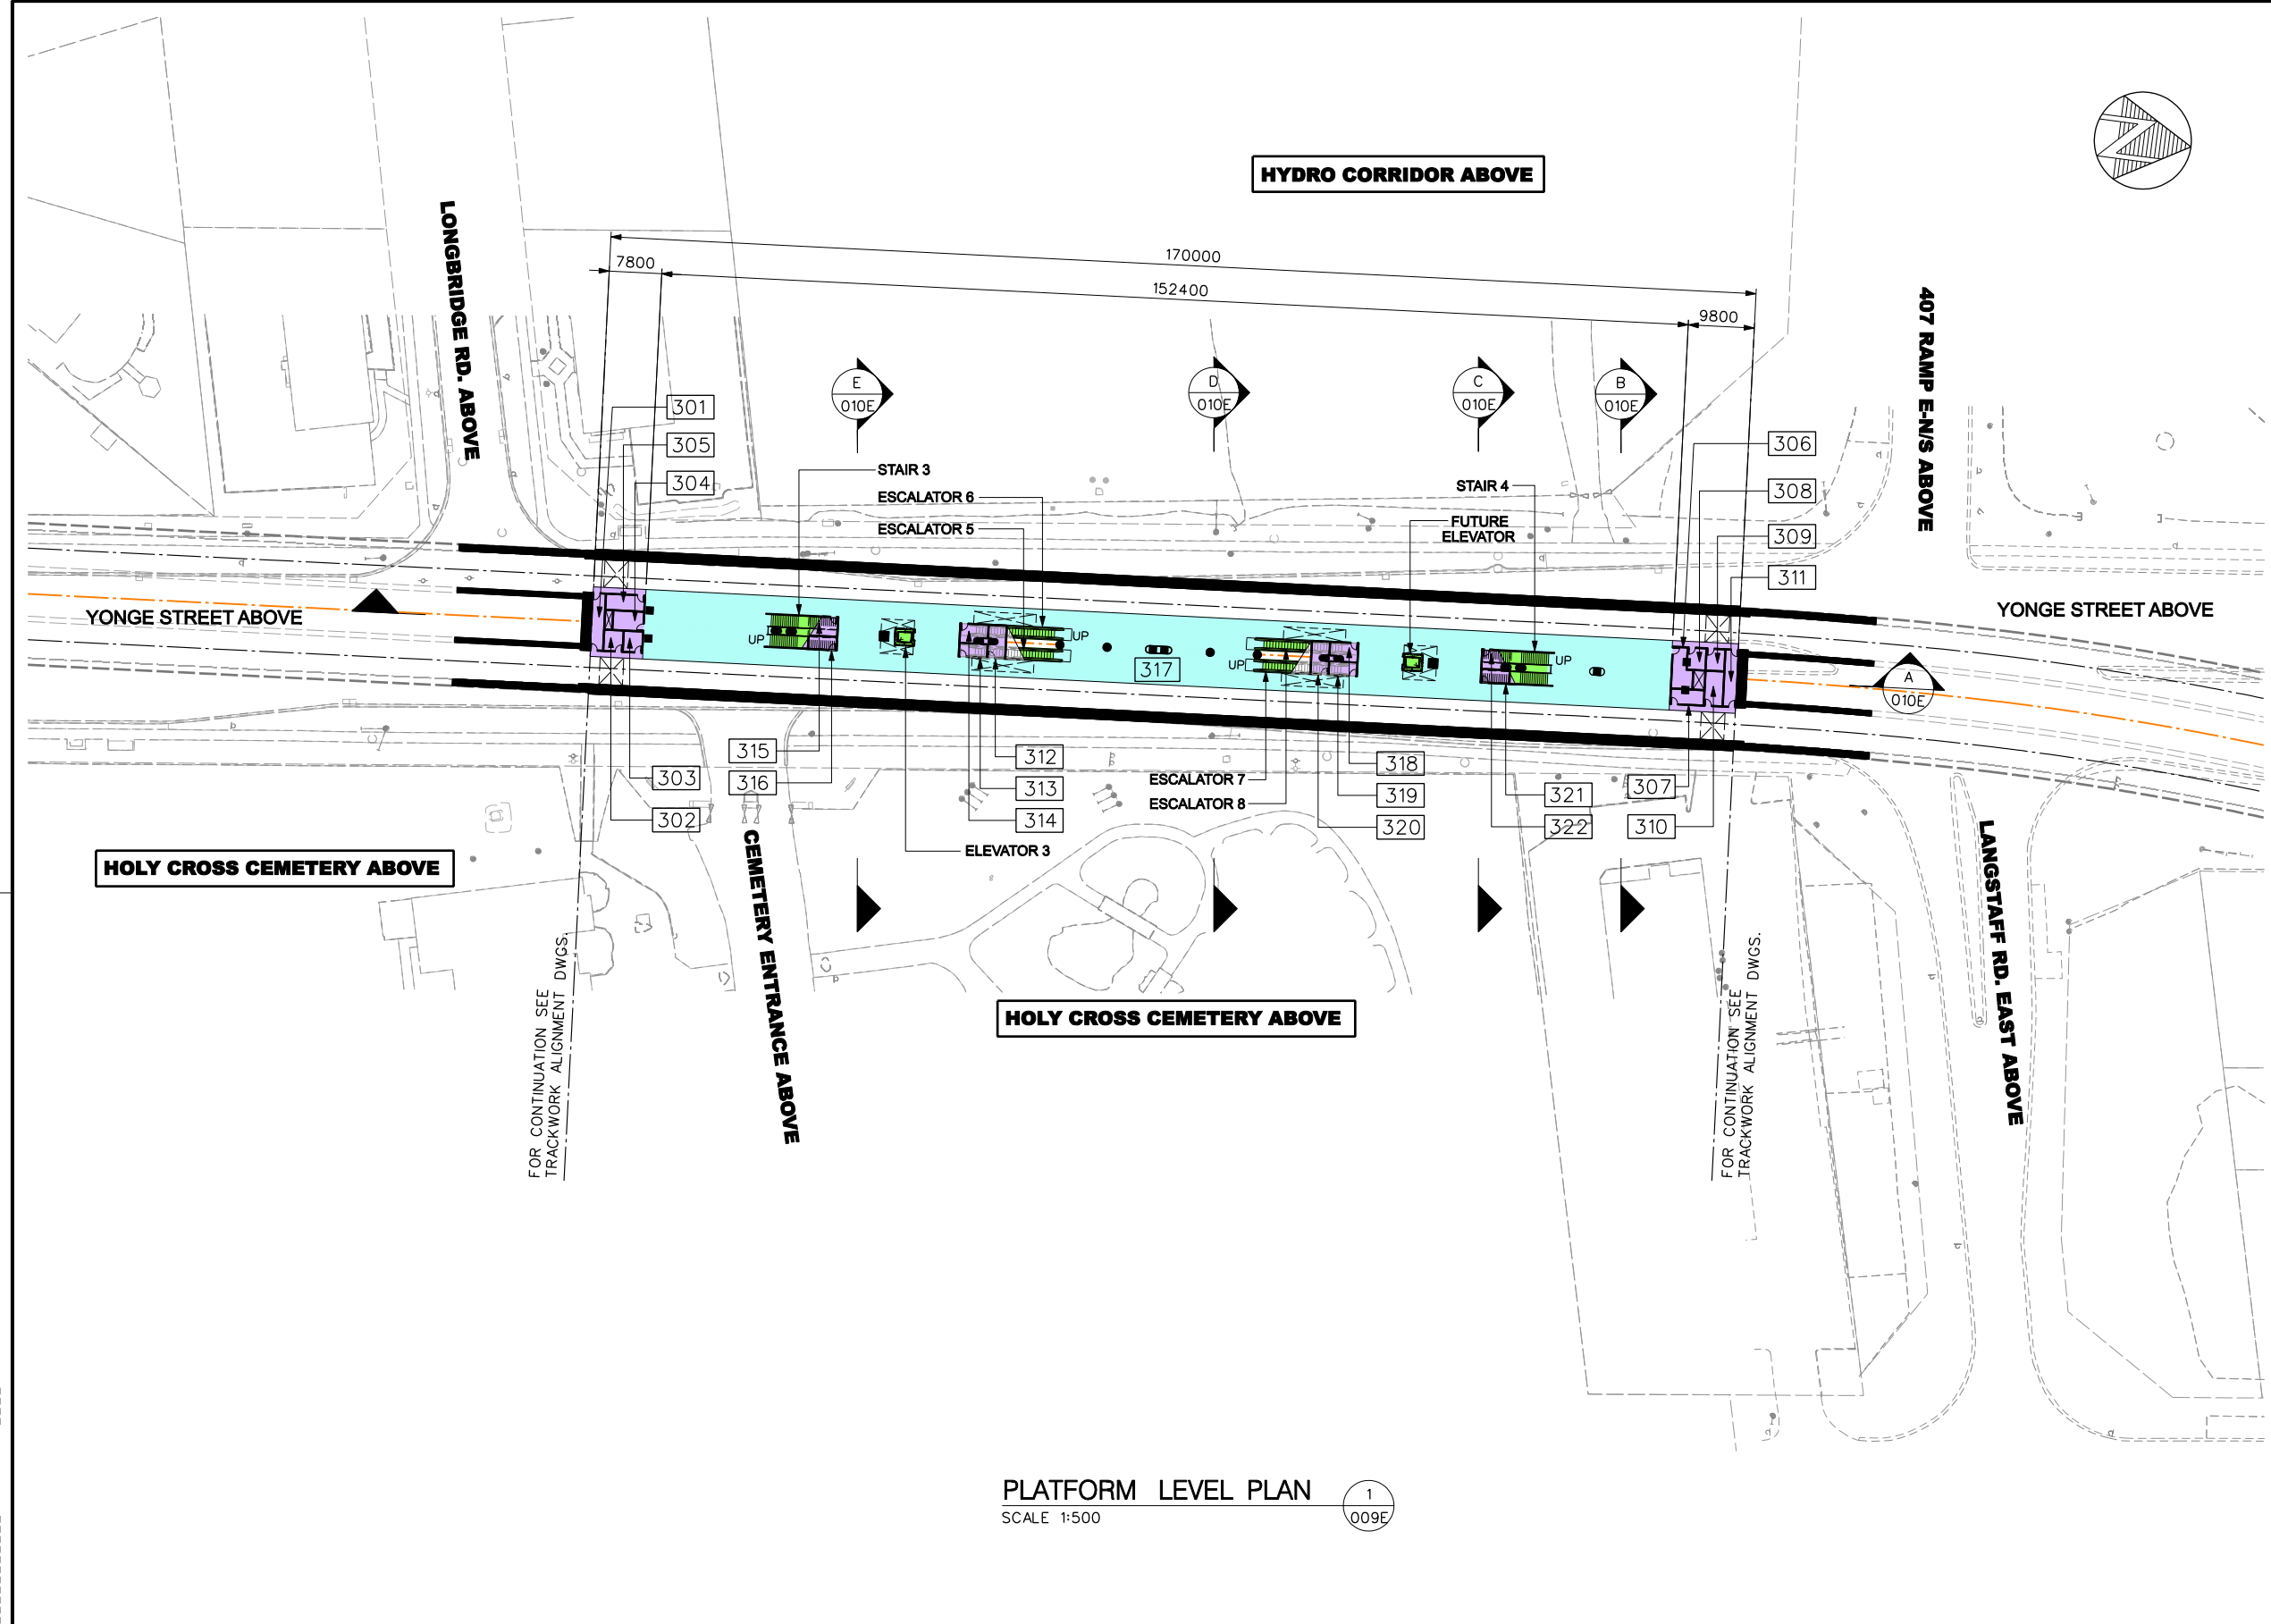 HYDRO CORRIDOR ABOVE
LONGBRIDGE RD. ABOVE
407 RAMP E-N/S ABOVE
170000
7800
152400
9800
E
010E
D
010E
C
010E
B
010E
301
305
304
306
308
309
311
STAIR 3
ESCALATOR 6
ESCALATOR 5
STAIR 4
FUTURE
ELEVATOR
YONGE STREET ABOVE
YONGE STREET ABOVE
UP
UP
UP
UP
317
A
010E
315
316
303
302
312
313
314
ESCALATOR 7
ESCALATOR 8
318
319
320
321
322
307
310
ELEVATOR 3
HOLY CROSS CEMETERY ABOVE
CEMETERY ENTRANCE ABOVE
LANGSTAFF RD. EAST ABOVE
HOLY CROSS CEMETERY ABOVE
FOR CONTINUATION SEE
TRACKWORK ALIGNMENT DWGS.
FOR CONTINUATION SEE
TRACKWORK ALIGNMENT DWGS.
PLATFORM LEVEL PLAN
SCALE 1:500
1
009E